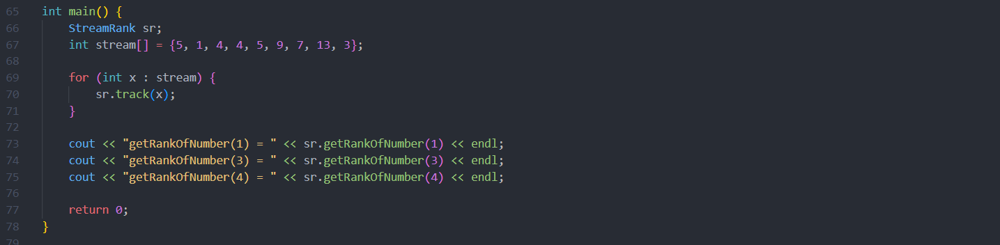 65 int main() {
66     StreamRank sr;
67     int stream[] = {5, 1, 4, 4, 5, 9, 7, 13, 3};
68
69     for (int x : stream) {
70         sr.track(x);
71     }
72
73     cout << "getRankOfNumber(1) = " << sr.getRankOfNumber(1) << endl;
74     cout << "getRankOfNumber(3) = " << sr.getRankOfNumber(3) << endl;
75     cout << "getRankOfNumber(4) = " << sr.getRankOfNumber(4) << endl;
76
77     return 0;
78 }
79